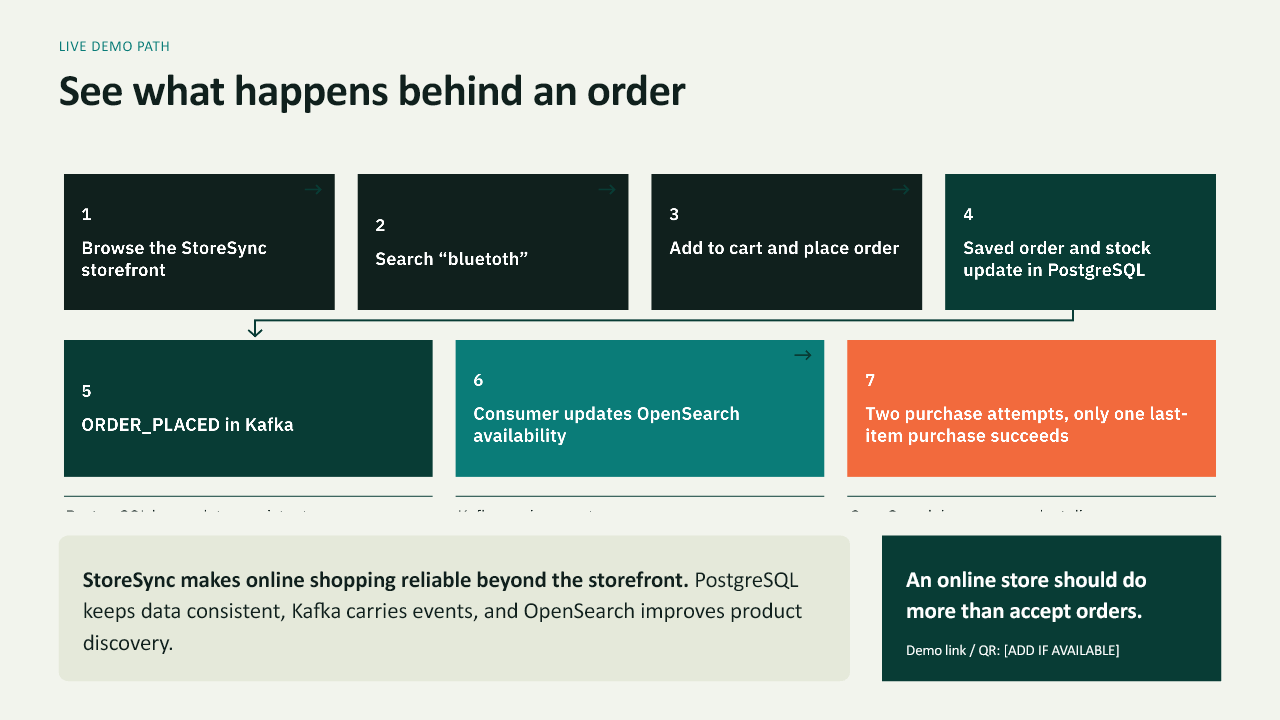 LIVE DEMO PATH
See what happens behind an order
1
Browse the StoreSync
storefront
2
Search “bluetoth”
3
Add to cart and place order
4
Saved order and stock
update in PostgreSQL
5
ORDER_PLACED in Kafka
6
Consumer updates OpenSearch
availability
7
Two purchase attempts, only one last-
item purchase succeeds
StoreSync makes online shopping reliable beyond the storefront. PostgreSQL
keeps data consistent, Kafka carries events, and OpenSearch improves product
discovery.
An online store should do
more than accept orders.
Demo link / QR: [ADD IF AVAILABLE]